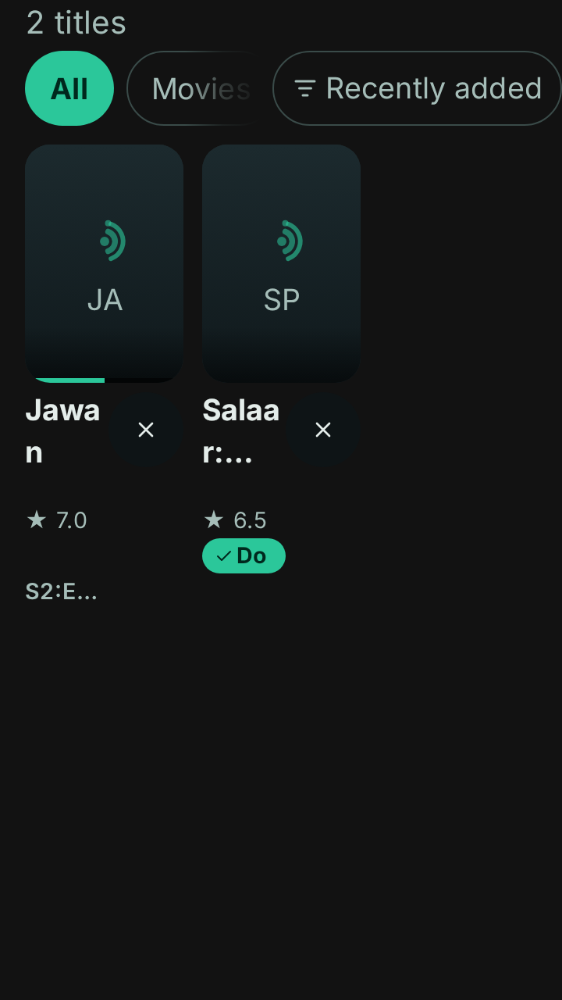 2 titles
All
Movies
Recently added
JA
SP
Jawa
n
Salaa
r:...
★ 7.0
★ 6.5
Do
S2:E...